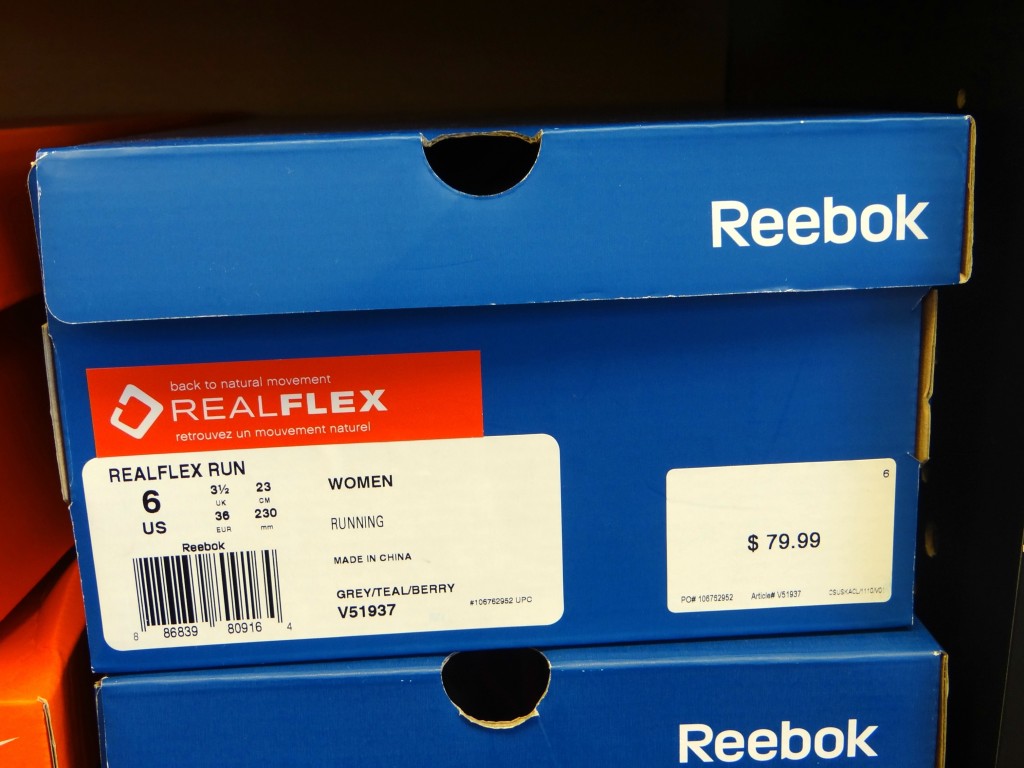 Reebok
back to natural movement
REALFLEX
retrouvez un mouvement naturel
REALFLEX RUN
6 3½ 23
UK CM
US 36 230
EUR mm
Reebok
8 86839 80916 4
WOMEN
RUNNING
MADE IN CHINA
GREY/TEAL/BERRY
V51937 #106762952 UPC
6
$ 79.99
PO# 106762952 Article# V51937
Reebok